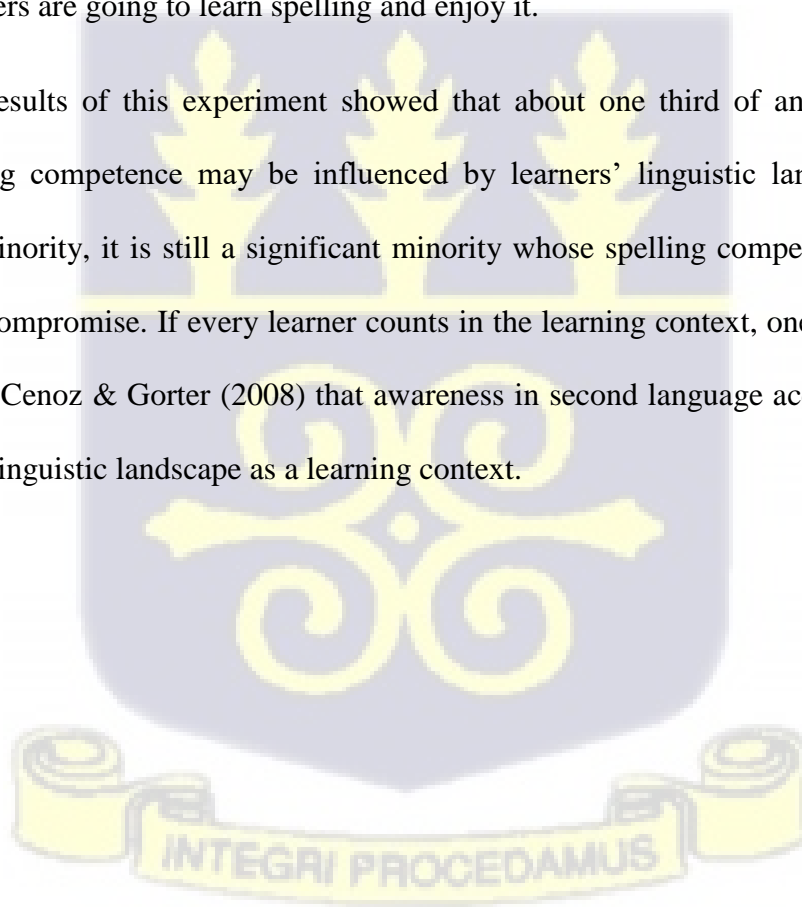 ers are going to learn spelling and enjoy it.
esults of this experiment showed that about one third of an
g competence may be influenced by learners’ linguistic lan
inority, it is still a significant minority whose spelling compe
ompromise. If every learner counts in the learning context, one
Cenoz & Gorter (2008) that awareness in second language ac
inguistic landscape as a learning context.
INTEGRI PROCEDAMUS